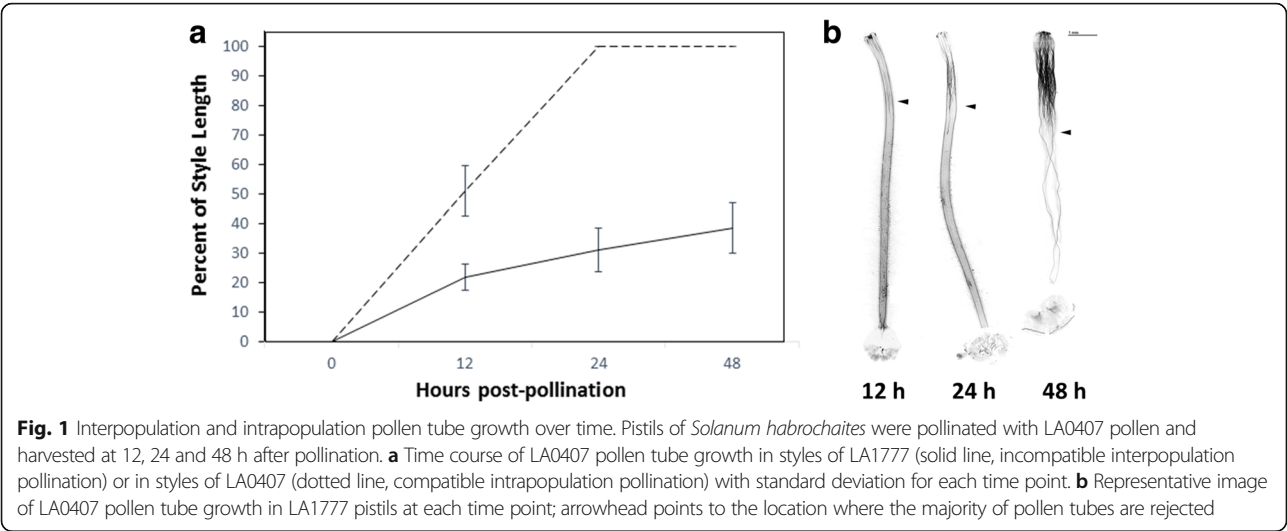 a
100
90
80
70
60
50
40
30
20
10
0
Percent of Style Length
0 12 24 48
Hours post-pollination
b
1 mm
12 h 24 h 48 h
Fig. 1 Interpopulation and intrapopulation pollen tube growth over time. Pistils of Solanum habrochaites were pollinated with LA0407 pollen and
harvested at 12, 24 and 48 h after pollination. a Time course of LA0407 pollen tube growth in styles of LA1777 (solid line, incompatible interpopulation
pollination) or in styles of LA0407 (dotted line, compatible intrapopulation pollination) with standard deviation for each time point. b Representative image
of LA0407 pollen tube growth in LA1777 pistils at each time point; arrowhead points to the location where the majority of pollen tubes are rejected